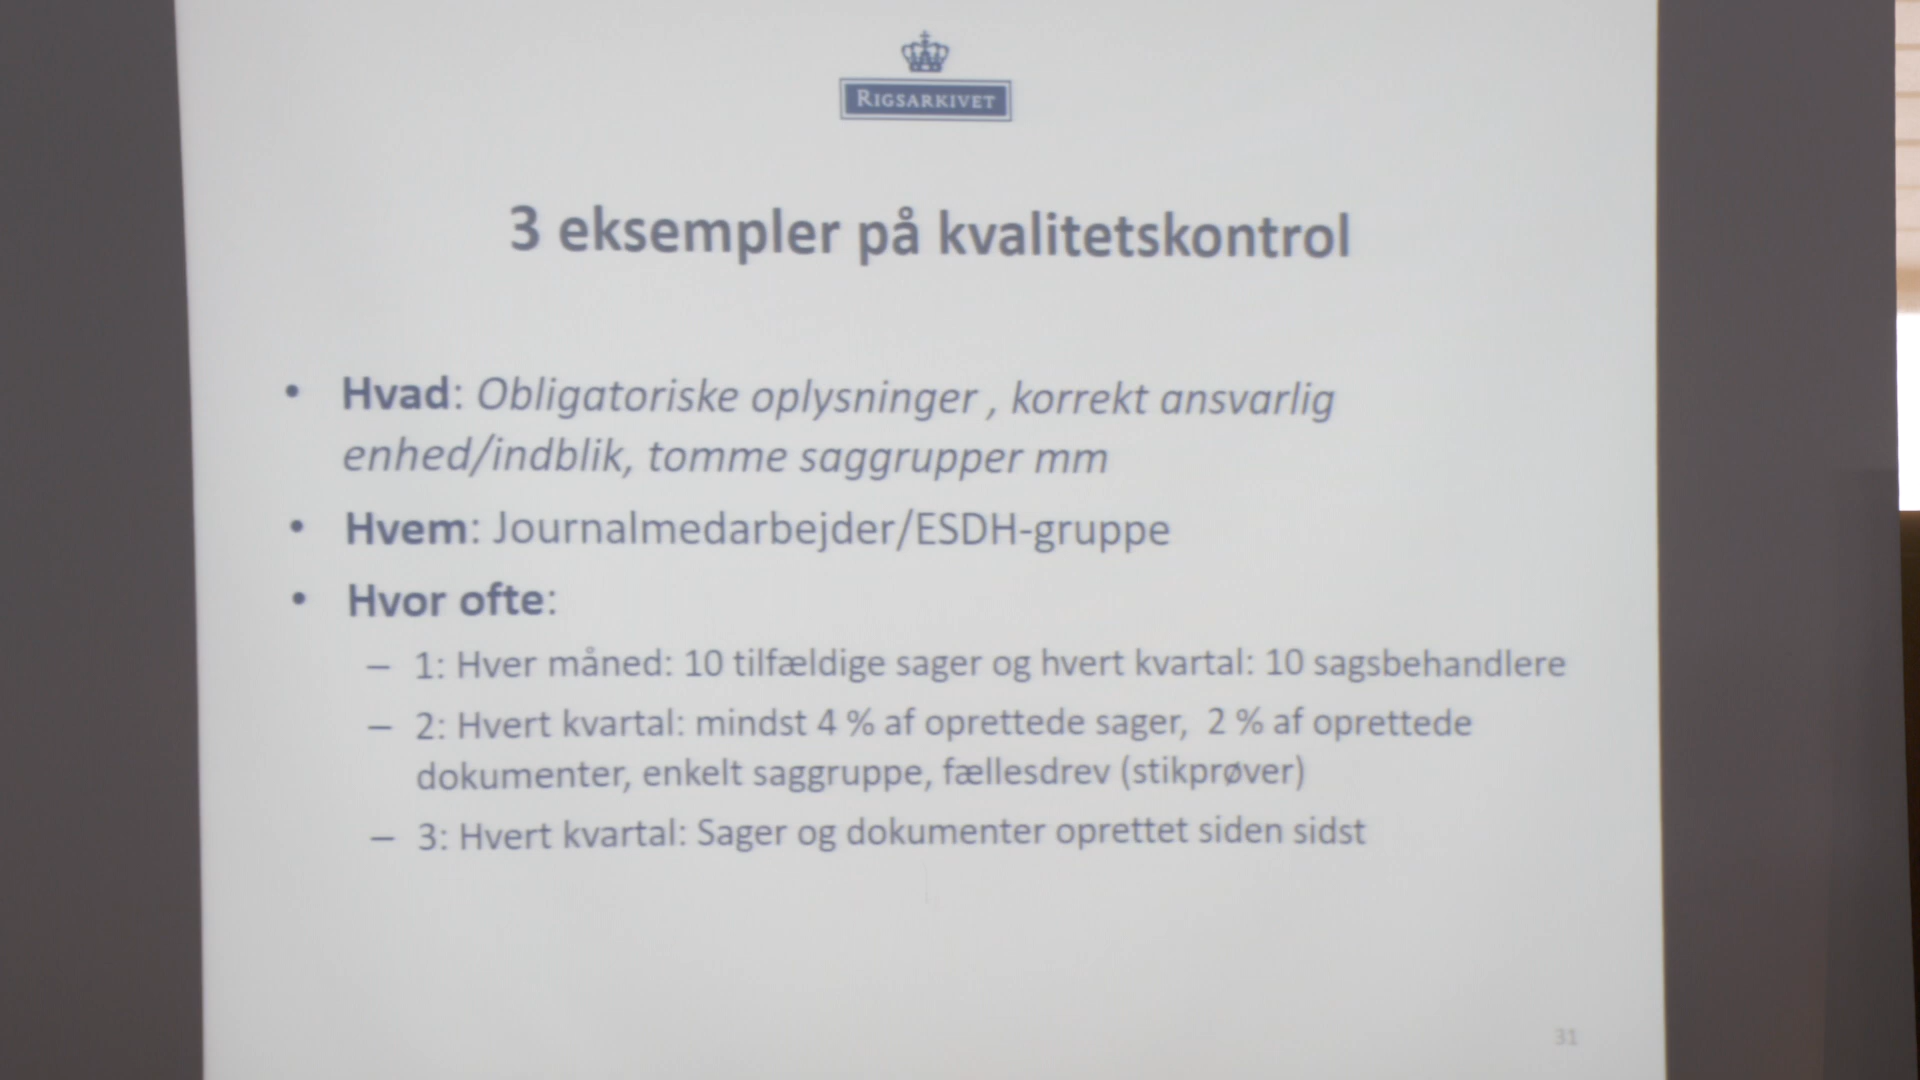 RIGSARKIVET
3 eksempler på kvalitetskontrol
• Hvad: Obligatoriske oplysninger , korrekt ansvarlig
enhed/indblik, tomme saggrupper mm
• Hvem: Journalmedarbejder/ESDH-gruppe
• Hvor ofte:
– 1: Hver måned: 10 tilfældige sager og hvert kvartal: 10 sagsbehandlere
– 2: Hvert kvartal: mindst 4 % af oprettede sager, 2 % af oprettede
dokumenter, enkelt saggruppe, fællesdrev (stikprøver)
– 3: Hvert kvartal: Sager og dokumenter oprettet siden sidst
31